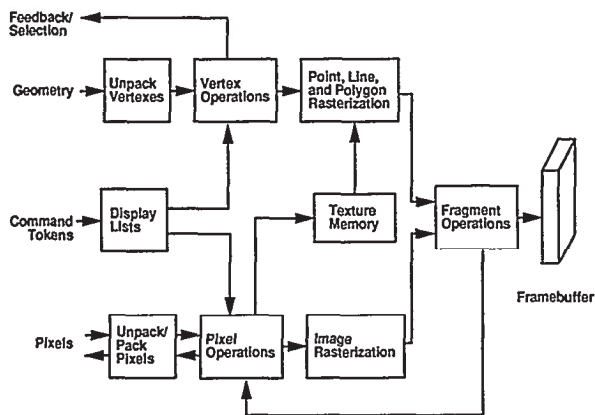 Feedback/
Selection
Geometry
Unpack
Vertexes
Vertex
Operations
Point, Line,
and Polygon
Rasterization
Command
Tokens
Display
Lists
Texture
Memory
Fragment
Operations
Framebuffer
Pixels
Unpack/
Pack
Pixels
Pixel
Operations
Image
Rasterization